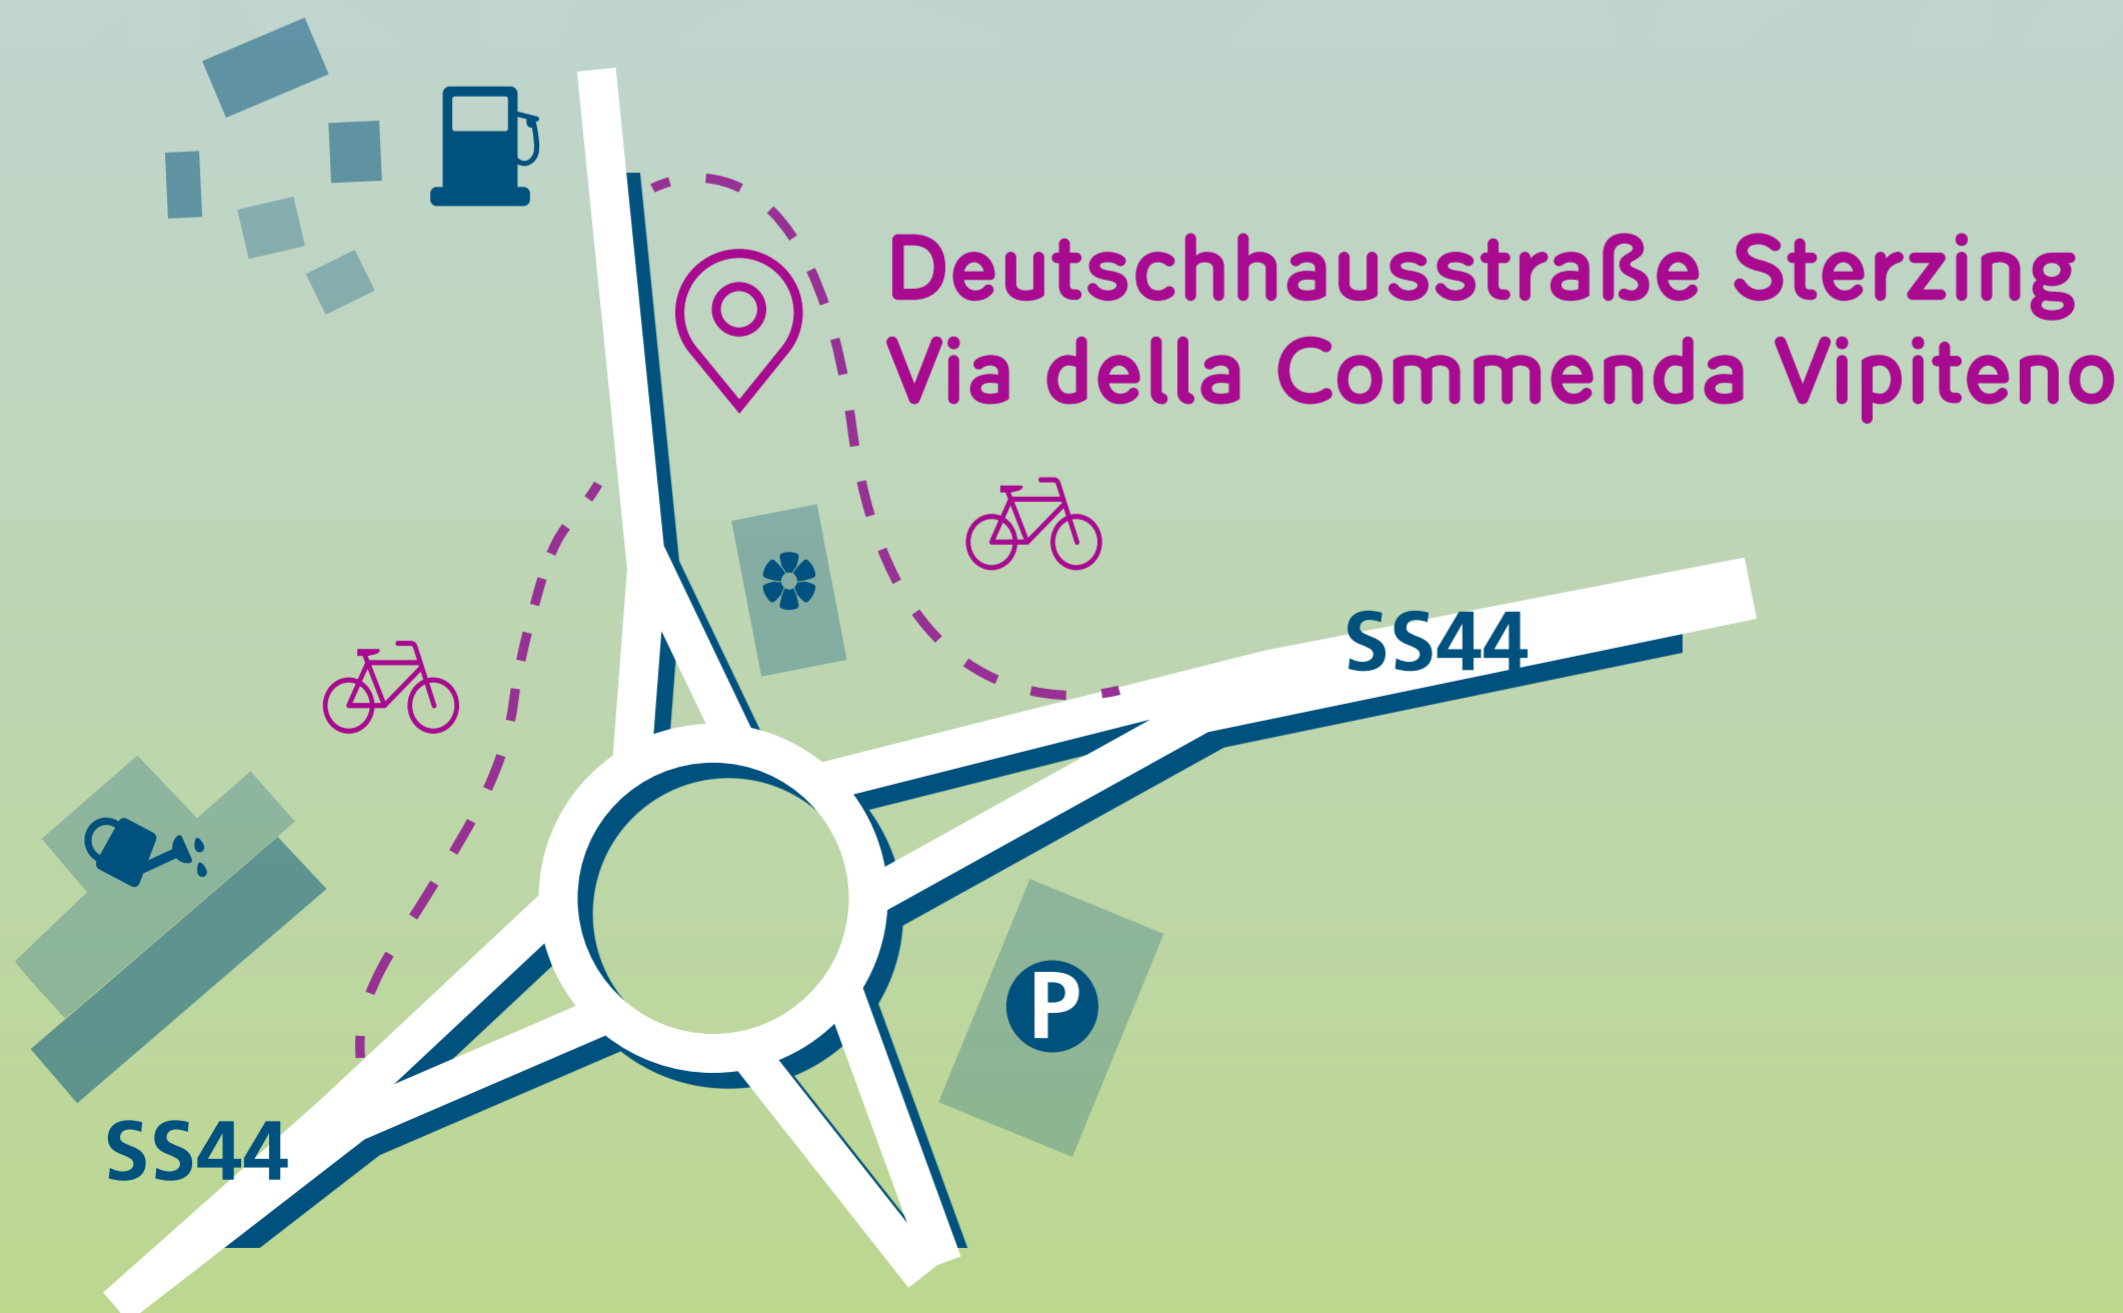 Deutschhausstraße Sterzing
Via della Commenda Vipiteno
SS44
P
SS44